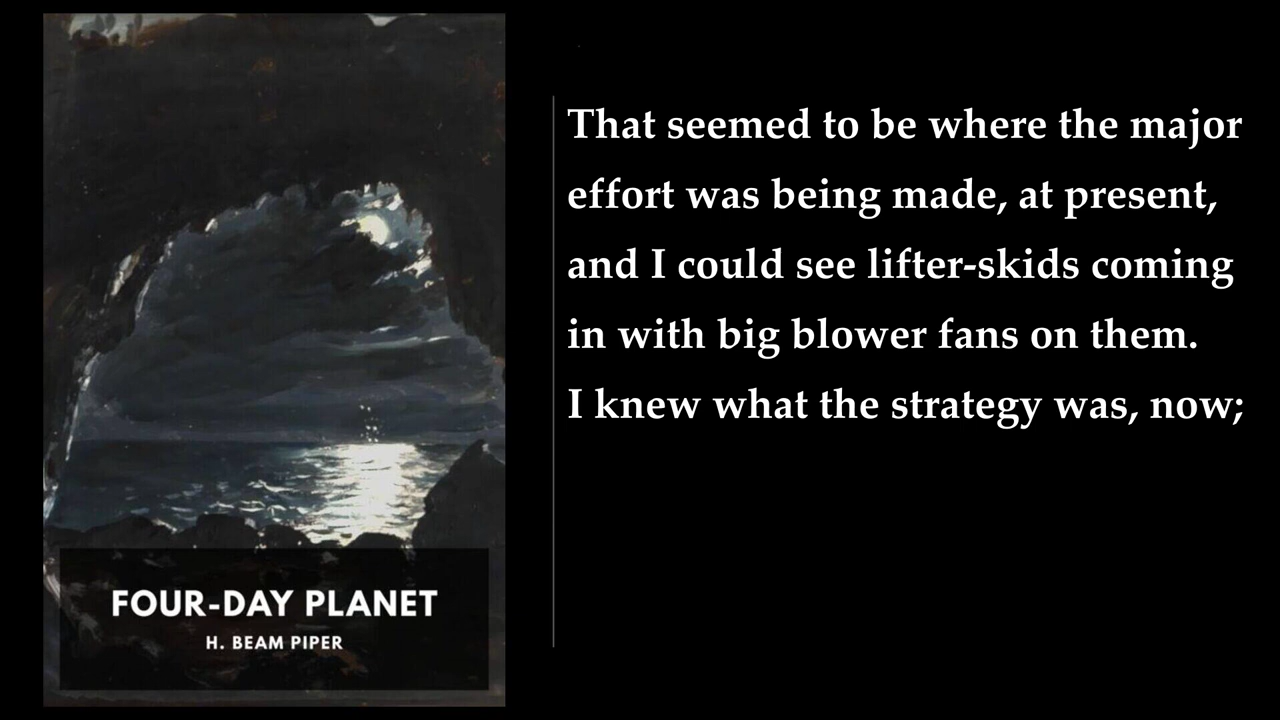 That seemed to be where the major
effort was being made, at present,
and I could see lifter-skids coming
in with big blower fans on them.
I knew what the strategy was, now;
FOUR-DAY PLANET
H. BEAM PIPER